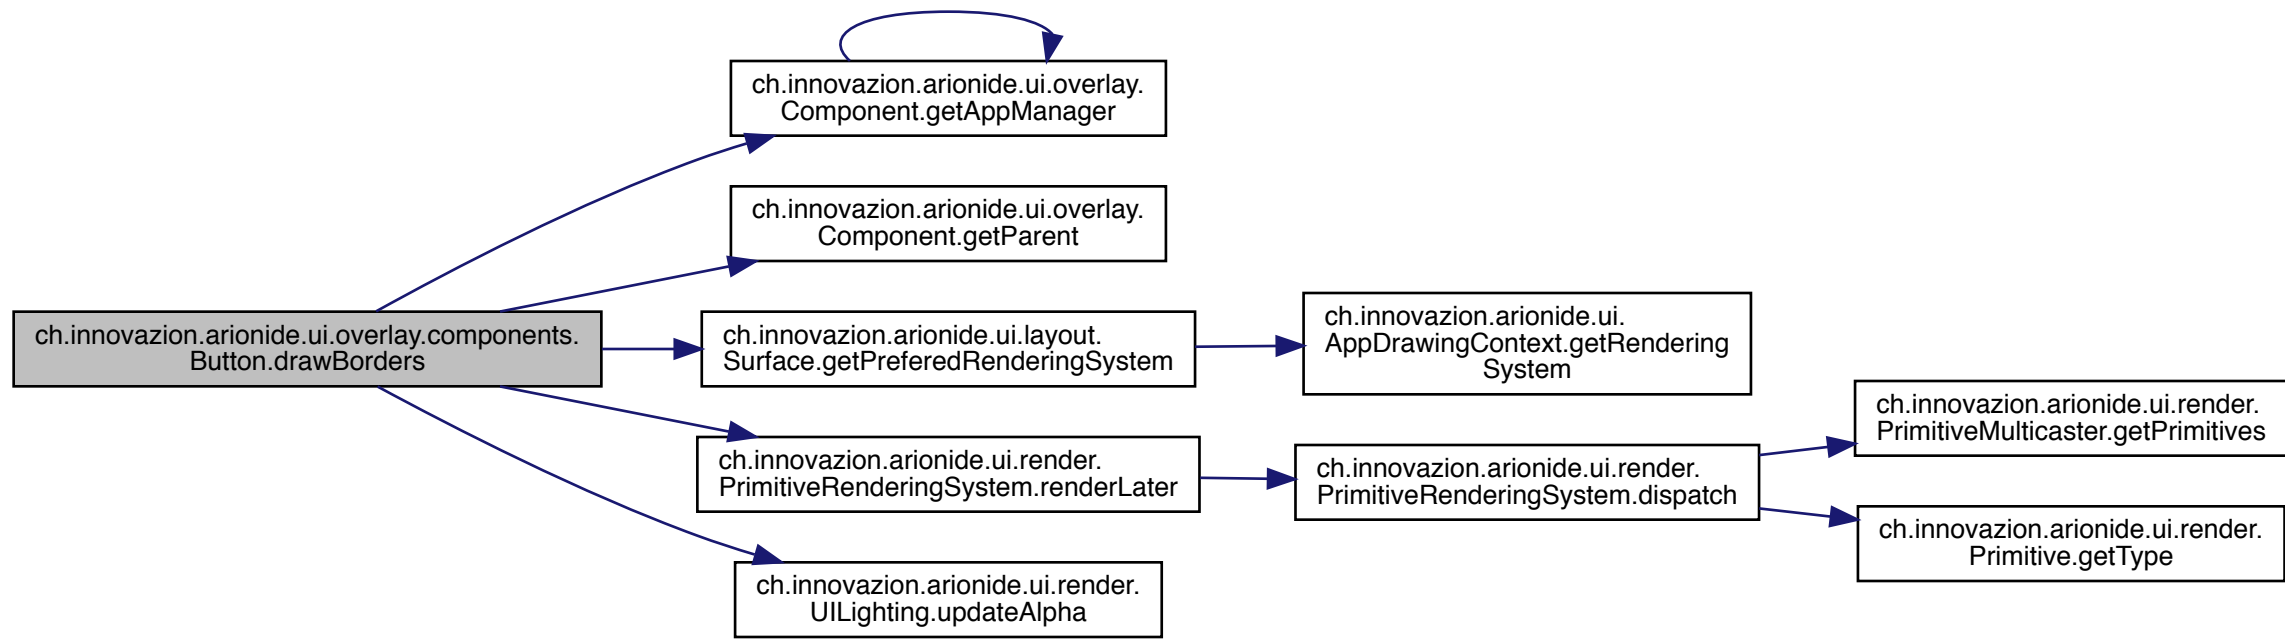 ch.innovazion.arionide.ui.overlay.components.
Button.drawBorders
ch.innovazion.arionide.ui.overlay.
Component.getAppManager
ch.innovazion.arionide.ui.overlay.
Component.getParent
ch.innovazion.arionide.ui.layout.
Surface.getPreferedRenderingSystem
ch.innovazion.arionide.ui.
AppDrawingContext.getRendering
System
ch.innovazion.arionide.ui.render.
PrimitiveRenderingSystem.renderLater
ch.innovazion.arionide.ui.render.
PrimitiveRenderingSystem.dispatch
ch.innovazion.arionide.ui.render.
PrimitiveMulticaster.getPrimitives
ch.innovazion.arionide.ui.render.
Primitive.getType
ch.innovazion.arionide.ui.render.
UILighting.updateAlpha